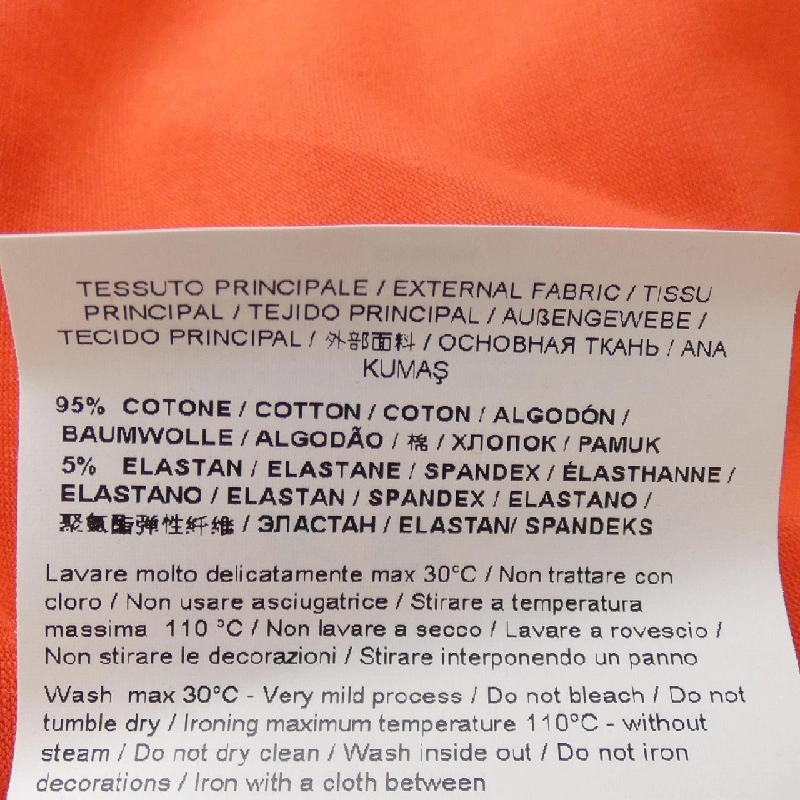 TESSUTO PRINCIPALE / EXTERNAL FABRIC / TISSU
PRINCIPAL / TEJIDO PRINCIPAL / AUßENGEWEBE /
TECIDO PRINCIPAL / 外部面料 / ОСНОВНАЯ ТКАНЬ / ANA
KUMAŞ
95% COTONE / COTTON / COTON / ALGODÓN /
BAUMWOLLE / ALGODÃO / 棉 / ХЛОПОК / PAMUK
5% ELASTAN / ELASTANE / SPANDEX / ÉLASTHANNE /
ELASTANO / ELASTAN / SPANDEX / ELASTANO /
聚氨酯弹性纤维 / ЭЛАСТАН / ELASTAN/ SPANDEKS
Lavare molto delicatamente max 30°C / Non trattare con
cloro / Non usare asciugatrice / Stirare a temperatura
massima 110 °C / Non lavare a secco / Lavare a rovescio /
Non stirare le decorazioni / Stirare interponendo un panno
Wash max 30°C - Very mild process / Do not bleach / Do not
tumble dry / Ironing maximum temperature 110°C - without
steam / Do not dry clean / Wash inside out / Do not iron
decorations / Iron with a cloth between